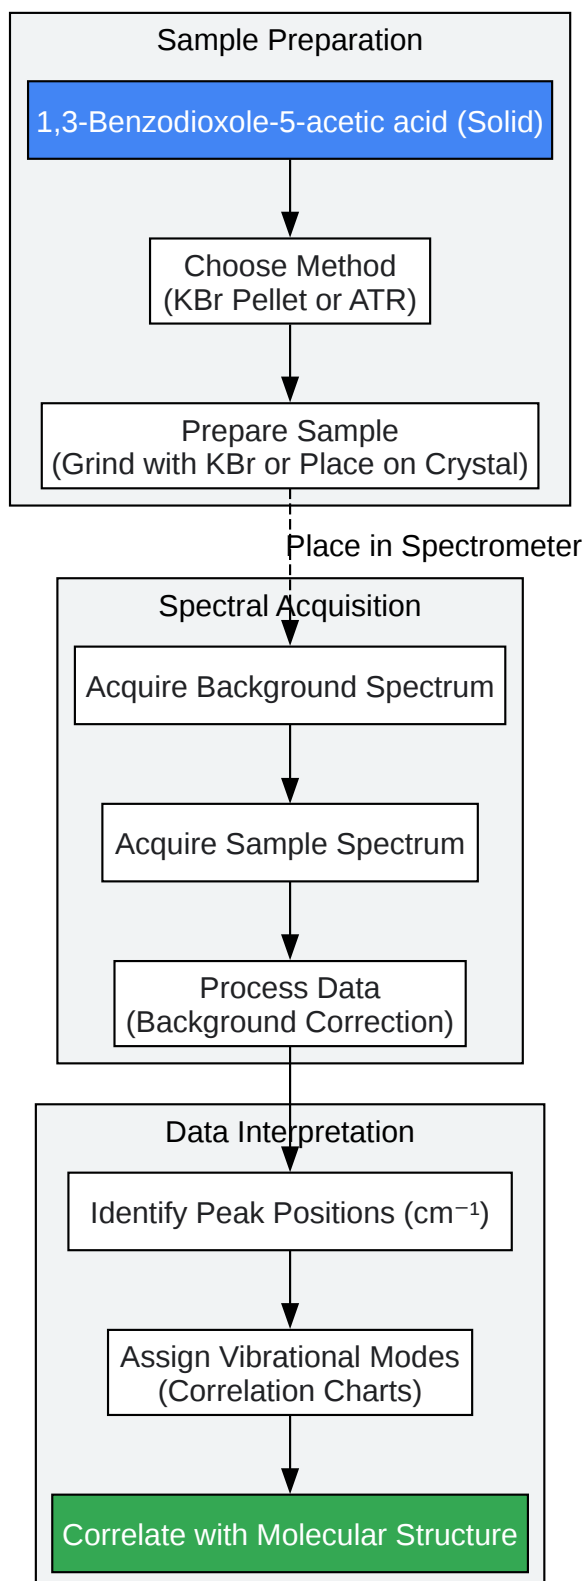 Sample Preparation
1,3-Benzodioxole-5-acetic acid (Solid)
Choose Method
(KBr Pellet or ATR)
Prepare Sample
(Grind with KBr or Place on Crystal)
Place in Spectrometer
Spectral Acquisition
Acquire Background Spectrum
Acquire Sample Spectrum
Process Data
(Background Correction)
Data Interpretation
Identify Peak Positions (cm⁻¹)
Assign Vibrational Modes
(Correlation Charts)
Correlate with Molecular Structure